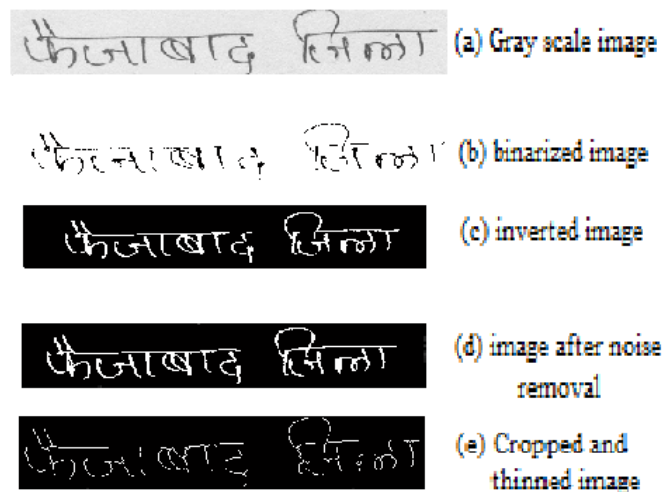 फैजाबाद जिला (a) Gray scale image
फैजाबाद जिला (b) binarized image
फैजाबाद जिला (c) inverted image
फैजाबाद जिला (d) image after noise
removal
फैजाबाद जिला (e) Cropped and
thinned image